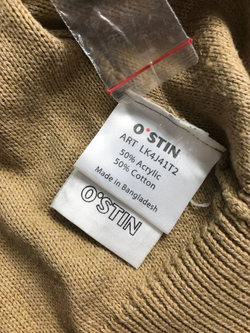 O'STIN
ART LK4J41T2
50% Acrylic
50% Cotton
Made in Bangladesh
O'STIN